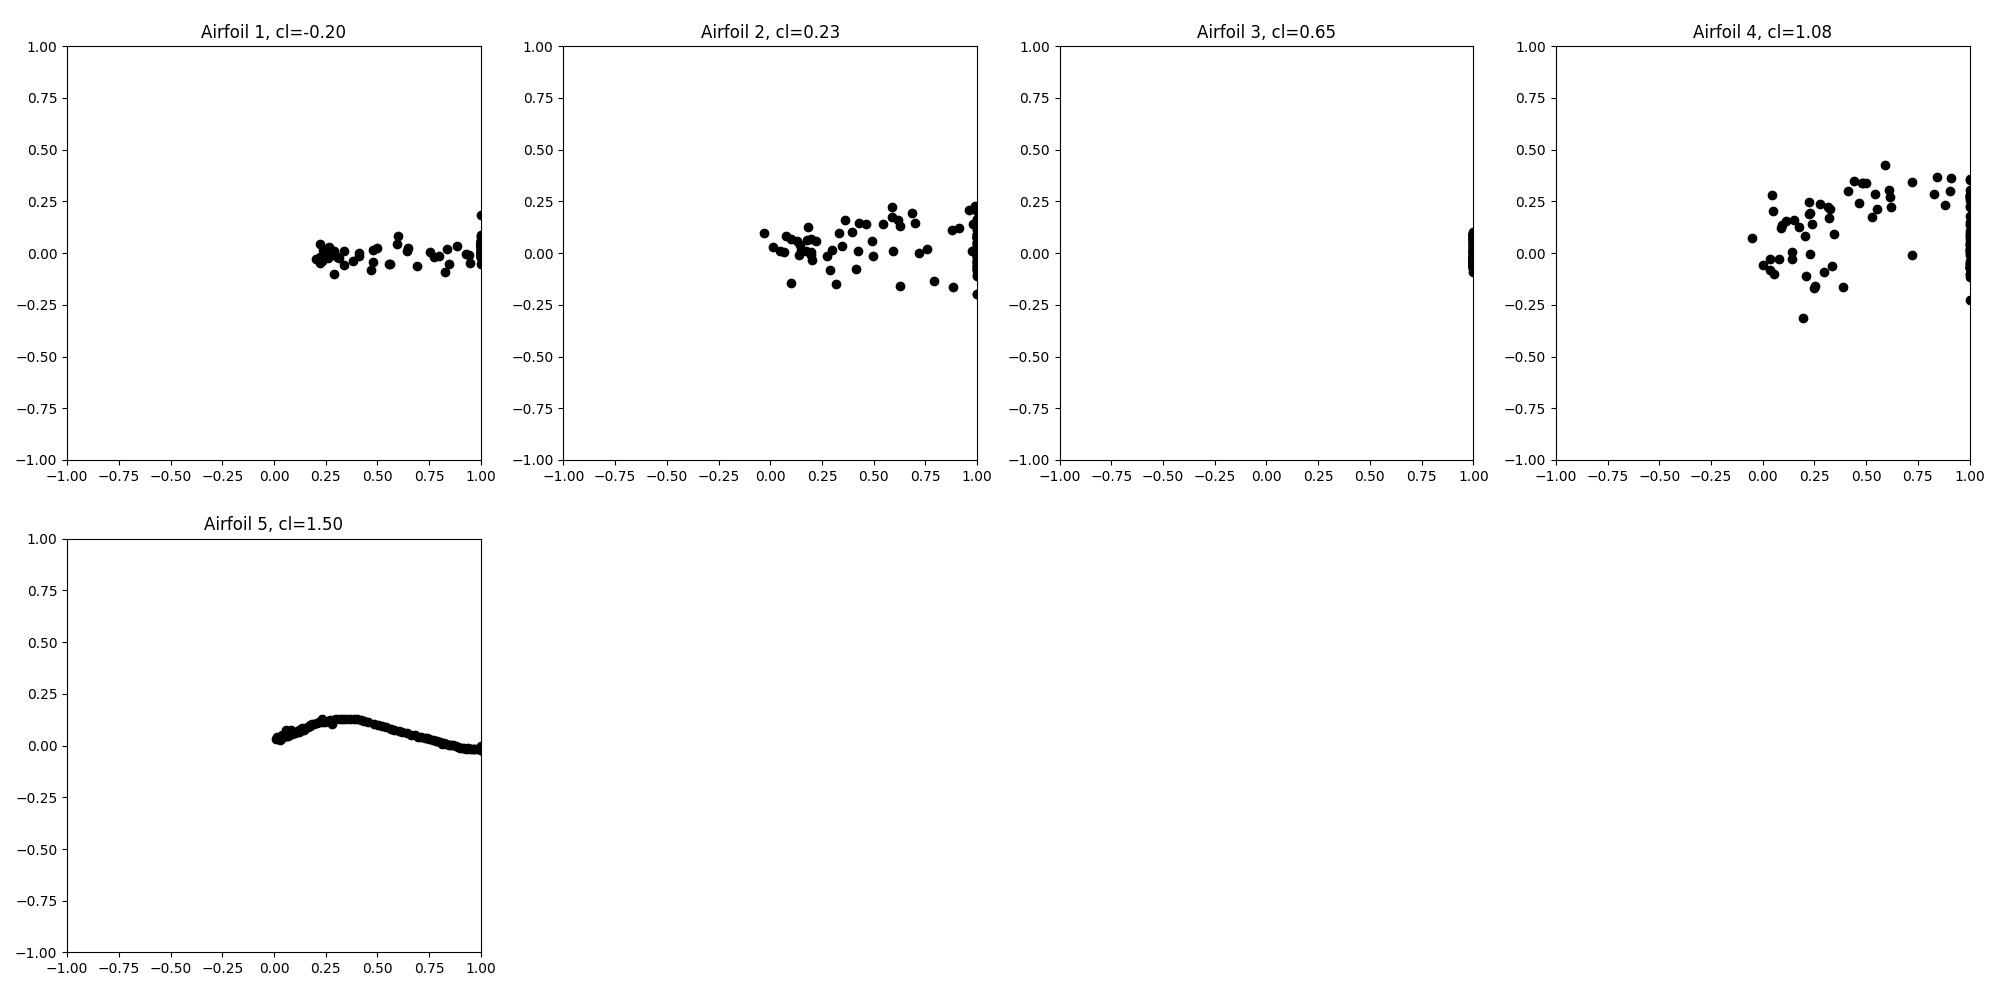 Airfoil 1, cl=-0.20
Airfoil 2, cl=0.23
Airfoil 3, cl=0.65
Airfoil 4, cl=1.08
1.00 1.00 1.00 1.00
0.75 0.75 0.75 0.75
0.50 0.50 0.50 0.50
0.25 0.25 0.25 0.25
0.00 0.00 0.00 0.00
−0.25 −0.25 −0.25 −0.25
−0.50 −0.50 −0.50 −0.50
−0.75 −0.75 −0.75 −0.75
−1.00 −1.00 −1.00 −1.00
−1.00 −0.75 −0.50 −0.25 0.00 0.25 0.50 0.75 1.00
−1.00 −0.75 −0.50 −0.25 0.00 0.25 0.50 0.75 1.00
−1.00 −0.75 −0.50 −0.25 0.00 0.25 0.50 0.75 1.00
−1.00 −0.75 −0.50 −0.25 0.00 0.25 0.50 0.75 1.00
Airfoil 5, cl=1.50
1.00
0.75
0.50
0.25
0.00
−0.25
−0.50
−0.75
−1.00
−1.00 −0.75 −0.50 −0.25 0.00 0.25 0.50 0.75 1.00